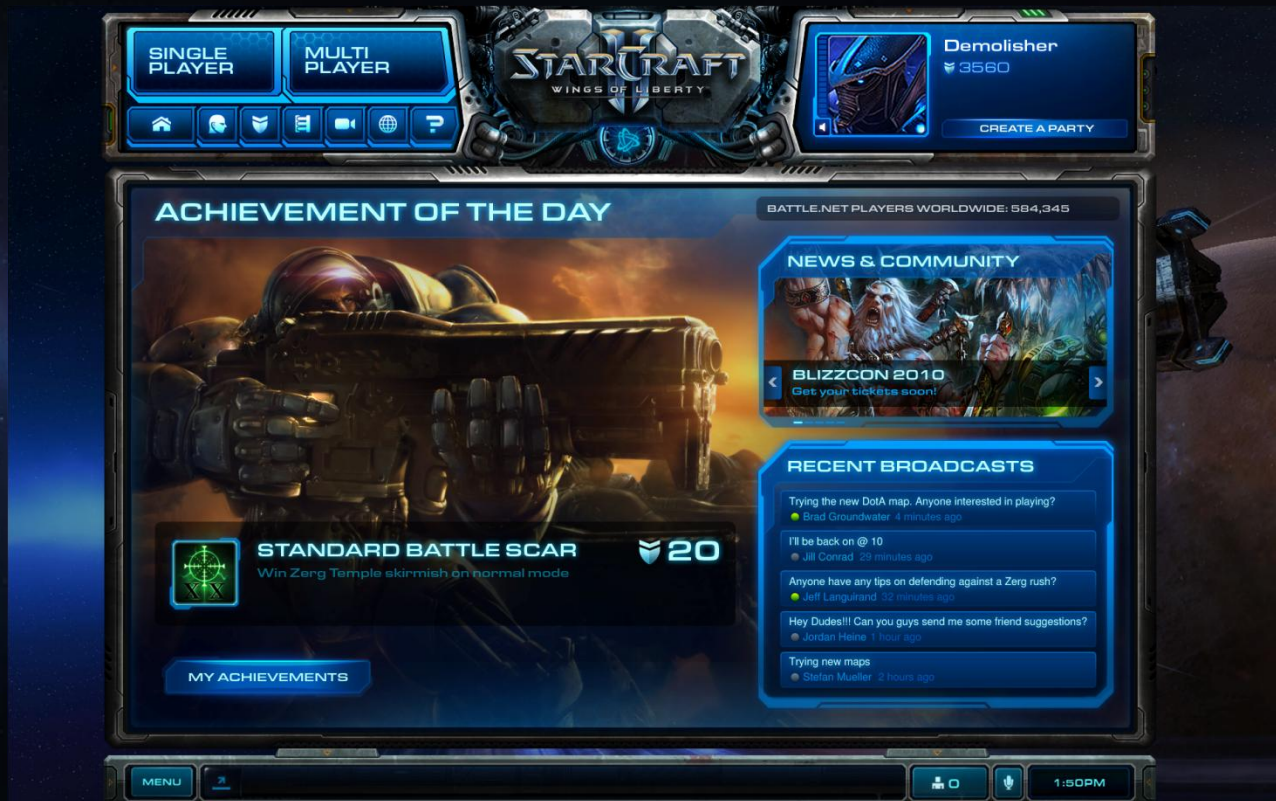 SINGLE
PLAYER
MULTI
PLAYER
STARCRAFT
II
WINGS OF LIBERTY
Demolisher
3560
CREATE A PARTY
ACHIEVEMENT OF THE DAY
BATTLE.NET PLAYERS WORLDWIDE: 584,345
NEWS & COMMUNITY
BLIZZCON 2010
Get your tickets soon!
RECENT BROADCASTS
Trying the new DotA map. Anyone interested in playing?
Brad Groundwater 4 minutes ago
I'll be back on @ 10
Jill Conrad 29 minutes ago
Anyone have any tips on defending against a Zerg rush?
Jeff Languirand 32 minutes ago
Hey Dudes!!! Can you guys send me some friend suggestions?
Jordan Heine 1 hour ago
Trying new maps
Stefan Mueller 2 hours ago
XX
STANDARD BATTLE SCAR
20
Win Zerg Temple skirmish on normal mode
MY ACHIEVEMENTS
MENU
0
1:50PM